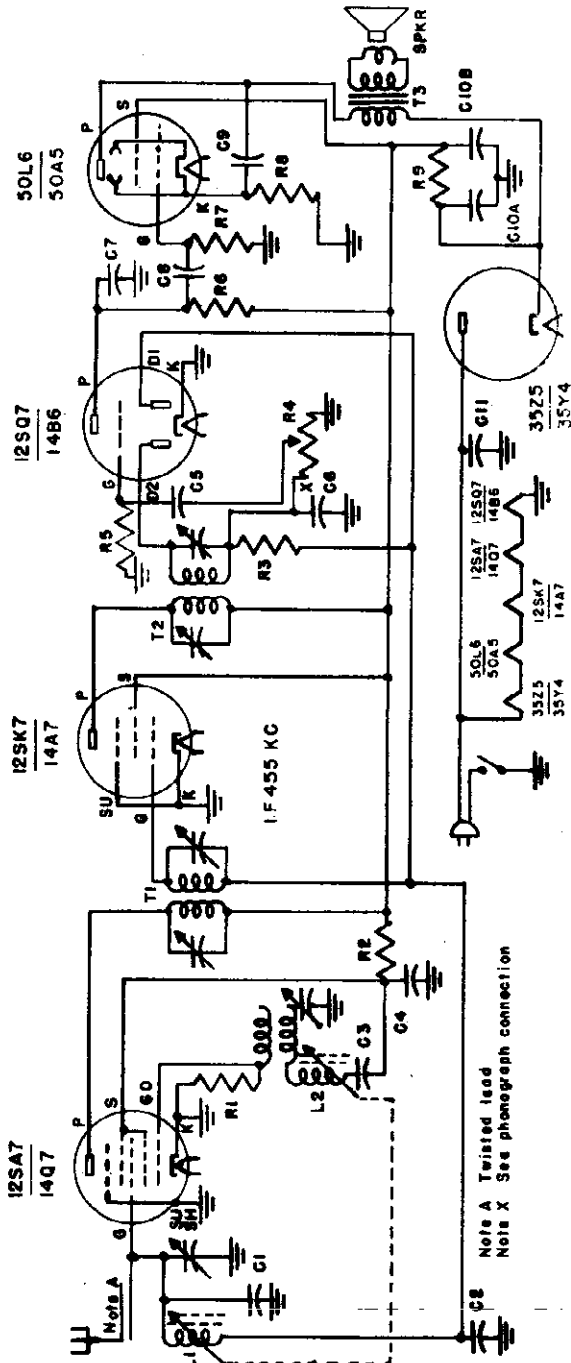 12SA7
14Q7
12SK7
14A7
12SQ7
14B6
50L6
50A5
Note A
G
P
S
GO
K
SU
SH
C1
C2
R1
L2
C3
C4
R2
T1
SU
G
P
S
K
I.F 455 KC
T2
R5
G
D2
P
D1
K
C5
R4
X
C6
R3
C7
C8
R6
R7
G
P
S
K
C9
R8
SPKR
T3
R9
C10A
C10B
Note A Twisted lead
Note X See phonograph connection
35Z5
35Y4
50L6
50A5
12SK7
14A7
12SA7
14Q7
12SQ7
14B6
C11
35Z5
35Y4